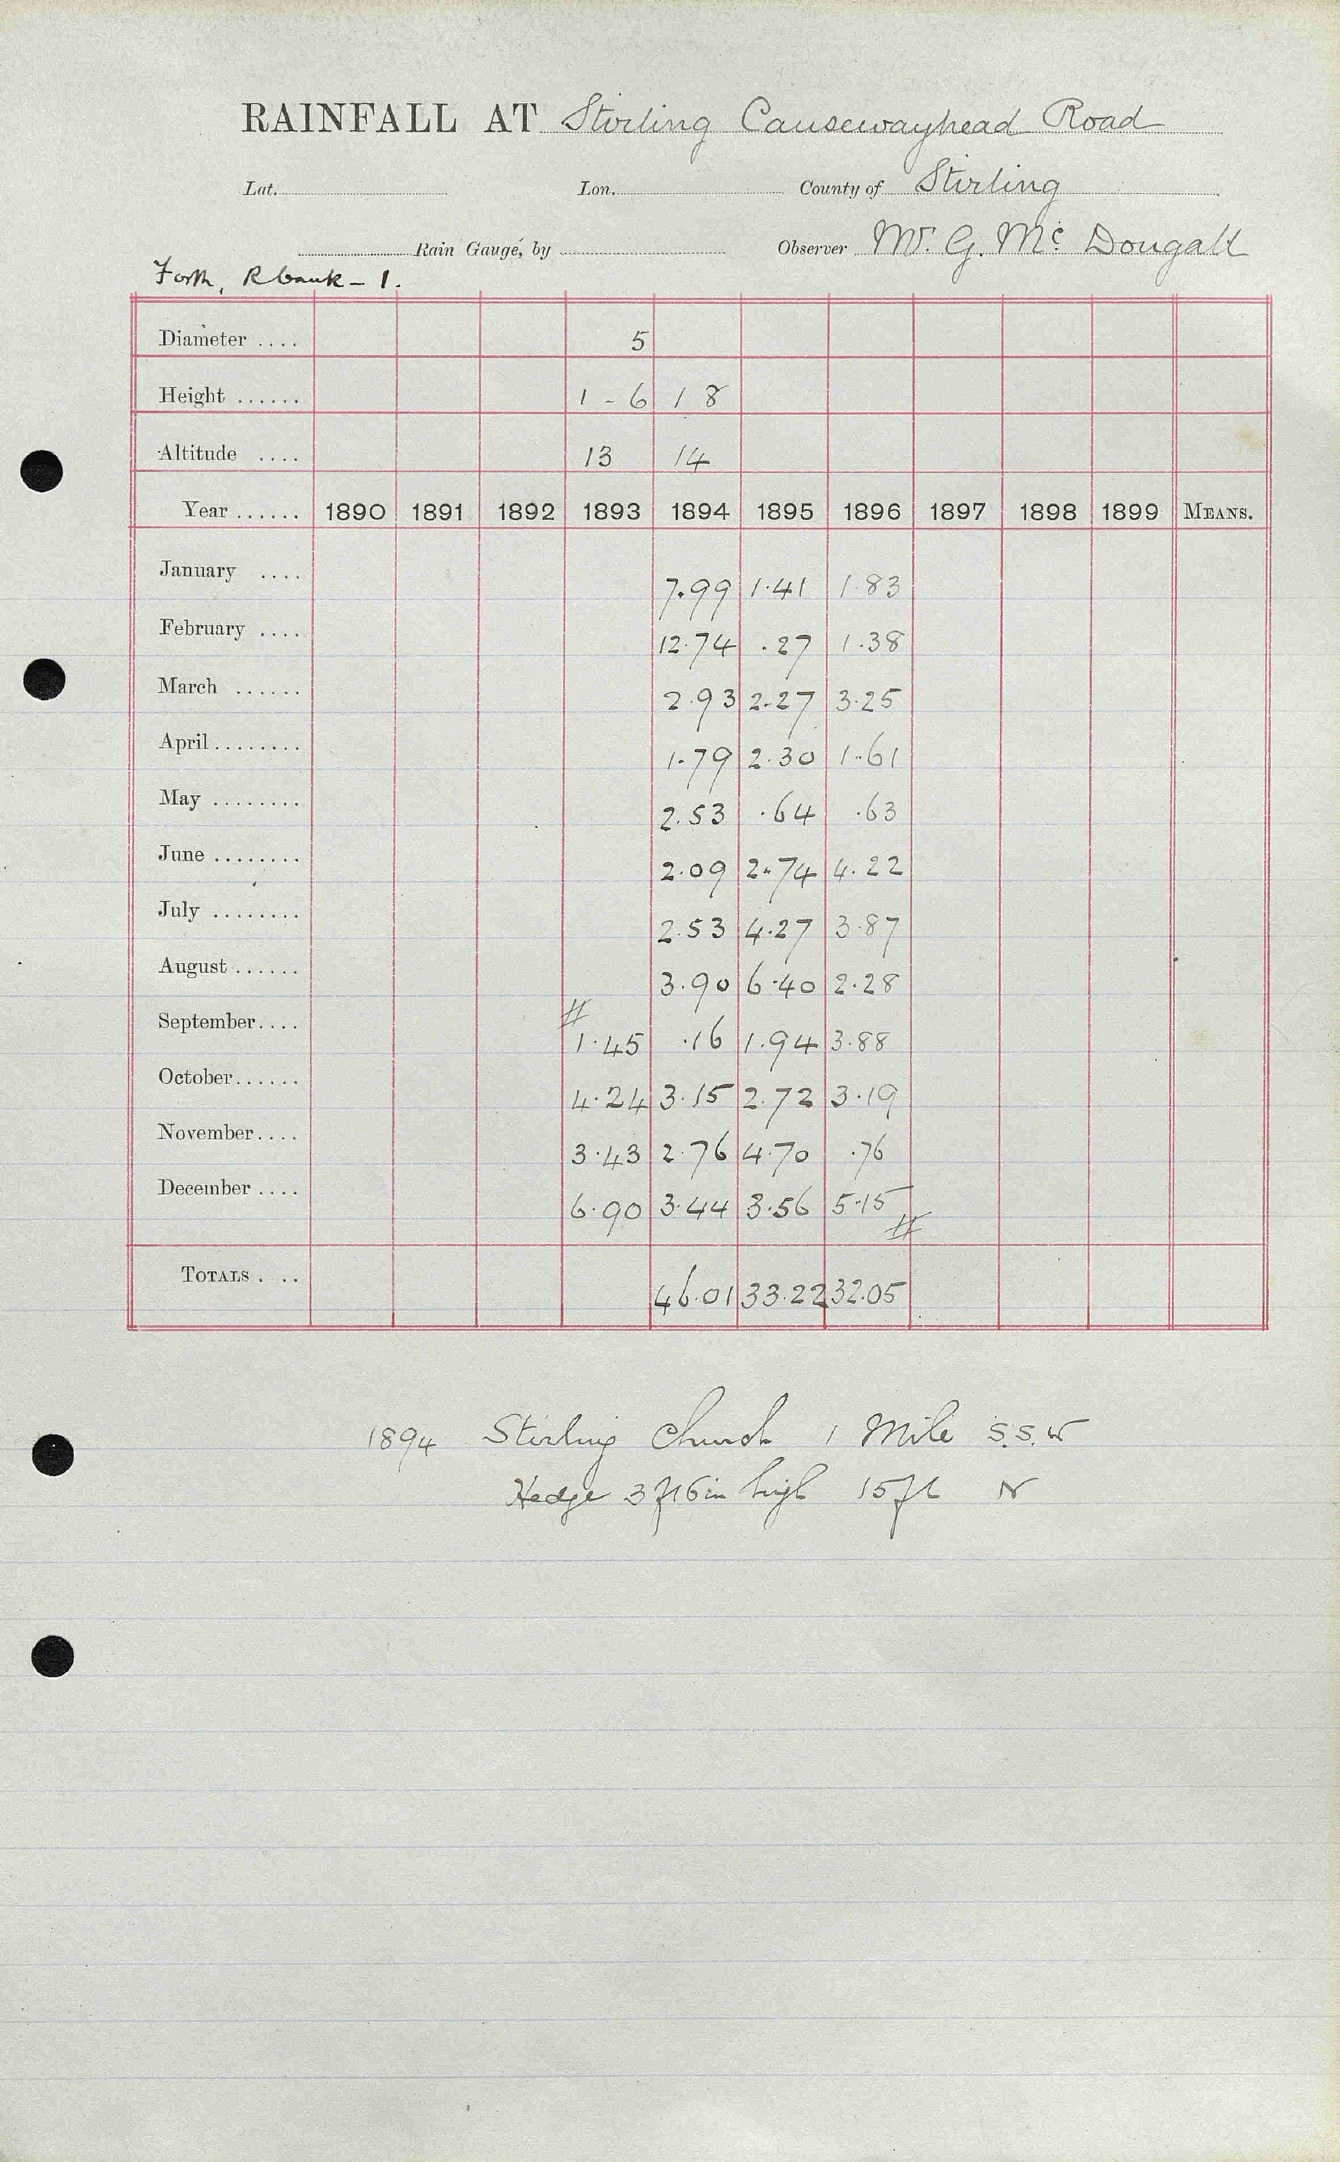 RAINFALL AT Stirling Causewayhead Road
Lat. Lon. County of Stirling
Rain Gauge, by Observer Mr. G. Mc Dougall
Forth, R bank - 1.
Diameter .... 5
Height ...... 1 - 6 1 8
Altitude .... 13 14
Year ...... 1890 1891 1892 1893 1894 1895 1896 1897 1898 1899 MEANS.
January .... 7.99 1.41 1.83
February .... 12.74 .27 1.38
March ...... 2.93 2.27 3.25
April ........ 1.79 2.30 1.61
May ........ 2.53 .64 .63
June ........ 2.09 2.74 4.22
July ........ 2.53 4.27 3.87
August ...... 3.90 6.40 2.28
September .... # 1.45 .16 1.94 3.88
October ...... 4.24 3.15 2.72 3.19
November .... 3.43 2.76 4.70 .76
December .... 6.90 3.44 3.56 5.15 #
TOTALS . .. 46.01 33.22 32.05
1894 Stirling Church 1 Mile S.S.W
Hedge 3 ft 6 in high 15 ft N